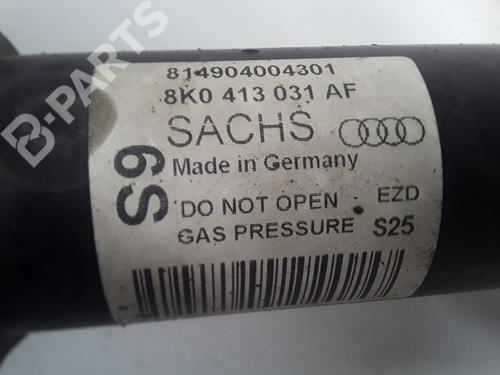 B-PARTS
814904004301
8K0 413 031 AF
SACHS
S9
Made in Germany
DO NOT OPEN EZD
GAS PRESSURE S25